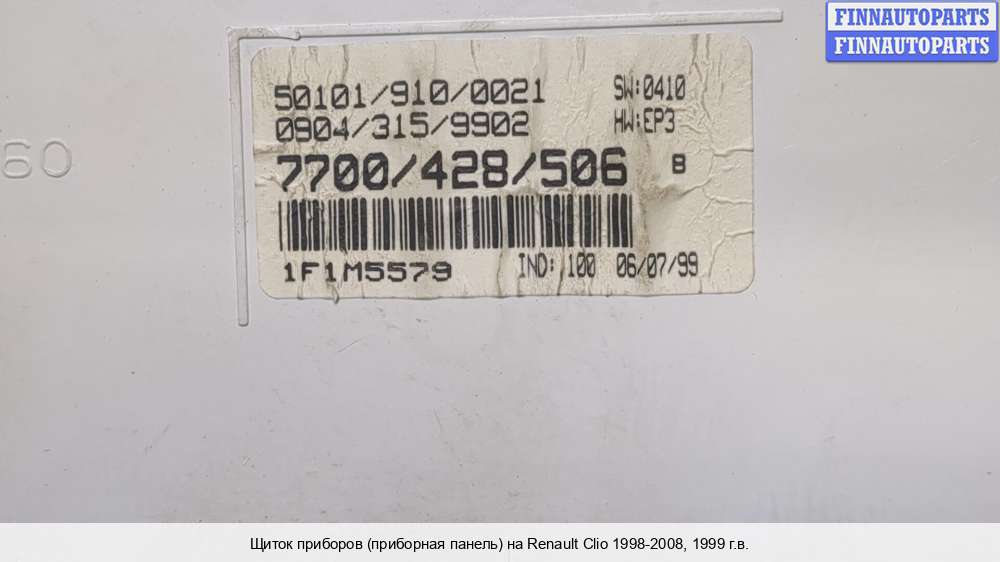 FINNAUTOPARTS
FINNAUTOPARTS
50101/910/0021 SW:0410
0904/315/9902 HW:EP3
7700/428/506 B
1F1M5579 IND: 100 06/07/99
60
Щиток приборов (приборная панель) на Renault Clio 1998-2008, 1999 г.в.